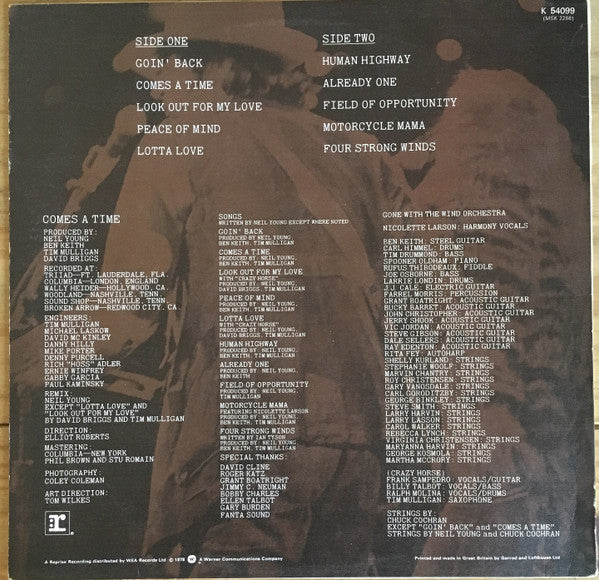 K 54099
(MSK 2266)
SIDE ONE
GOIN' BACK
COMES A TIME
LOOK OUT FOR MY LOVE
PEACE OF MIND
LOTTA LOVE
SIDE TWO
HUMAN HIGHWAY
ALREADY ONE
FIELD OF OPPORTUNITY
MOTORCYCLE MAMA
FOUR STRONG WINDS
COMES A TIME
PRODUCED BY:
NEIL YOUNG
BEN KEITH
TIM MULLIGAN
DAVID BRIGGS
RECORDED AT:
TRIIAD—FT. LAUDERDALE, FLA.
COLUMBIA—LONDON, ENGLAND
WALLY HEIDER—HOLLYWOOD, CA.
WOODLAND—NASHVILLE, TENN.
SOUND SHOP—NASHVILLE, TENN.
BROKEN ARROW—REDWOOD CITY, CA.
ENGINEERS:
TIM MULLIGAN
MICHAEL LASKOW
DAVID MC KINLEY
DANNY HILLY
MIKE PORTER
DENNY PURCELL
RICH "HOSS" ADLER
ERNIE WINFREY
GABBY GARCIA
PAUL KAMINSKY
REMIX
NEIL YOUNG
EXCEPT "LOTTA LOVE" AND
"LOOK OUT FOR MY LOVE"
BY DAVID BRIGGS AND TIM MULLIGAN
DIRECTION:
ELLIOT ROBERTS
MASTERING:
COLUMBIA—NEW YORK
PHIL BROWN AND STU ROMAIN
PHOTOGRAPHY:
COLEY COLEMAN
ART DIRECTION:
TOM WILKES
SONGS
WRITTEN BY NEIL YOUNG EXCEPT WHERE NOTED
GOIN' BACK
PRODUCED BY: NEIL YOUNG,
BEN KEITH, TIM MULLIGAN
COMES A TIME
PRODUCED BY: NEIL YOUNG,
BEN KEITH, TIM MULLIGAN
LOOK OUT FOR MY LOVE
WITH "CRAZY HORSE"
PRODUCED BY: NEIL YOUNG,
DAVID BRIGGS, TIM MULLIGAN
PEACE OF MIND
PRODUCED BY: NEIL YOUNG,
BEN KEITH, TIM MULLIGAN
LOTTA LOVE
WITH "CRAZY HORSE"
PRODUCED BY: NEIL YOUNG,
DAVID BRIGGS, TIM MULLIGAN
HUMAN HIGHWAY
PRODUCED BY: NEIL YOUNG,
BEN KEITH, TIM MULLIGAN
ALREADY ONE
PRODUCED BY: NEIL YOUNG,
BEN KEITH
FIELD OF OPPORTUNITY
PRODUCED BY: NEIL YOUNG,
TIM MULLIGAN
MOTORCYCLE MAMA
FEATURING NICOLETTE LARSON
PRODUCED BY: NEIL YOUNG,
BEN KEITH, TIM MULLIGAN
FOUR STRONG WINDS
WRITTEN BY IAN TYSON
PRODUCED BY: NEIL YOUNG,
BEN KEITH, TIM MULLIGAN
SPECIAL THANKS:
DAVID CLINE
ROGER KATZ
GRANT BOATRIGHT
JIMMY C. NEUMAN
BOBBY CHARLES
ELLEN TALBOT
GARY BURDEN
FANTA SOUND
GONE WITH THE WIND ORCHESTRA
NICOLETTE LARSON: HARMONY VOCALS
BEN KEITH: STEEL GUITAR
CARL HIMMEL: DRUMS
TIM DRUMMOND: BASS
SPOONER OLDHAM: PIANO
RUFUS THIBODEAUX: FIDDLE
JOE OSBORNE: BASS
LARRIE LONDIN: DRUMS
J.J. CALE: ELECTRIC GUITAR
FARREL MORRIS: PERCUSSION
GRANT BOATRIGHT: ACOUSTIC GUITAR
BUCKY BARRET: ACOUSTIC GUITAR
JOHN CHRISTOPHER: ACOUSTIC GUITAR
JERRY SHOOK: ACOUSTIC GUITAR
VIC JORDAN: ACOUSTIC GUITAR
STEVE GIBSON: ACOUSTIC GUITAR
DALE SELLERS: ACOUSTIC GUITAR
RAY EDENTON: ACOUSTIC GUITAR
RITA FEY: AUTOHARP
SHELLY KURLAND: STRINGS
STEPHANIE WOOLF: STRINGS
MARVIN CHANTRY: STRINGS
ROY CHRISTENSEN: STRINGS
GARY VANOSDALE: STRINGS
CARL GORODITZBY: STRINGS
GEORGE BINKLEY: STRINGS
STEVE SMITH: STRINGS
LARRY HARVIN: STRINGS
LARRY LASSON: STRINGS
CAROL WALKER: STRINGS
REBECCA LYNCH: STRINGS
VIRGINIA CHRISTENSEN: STRINGS
MARYANNA HARVIN: STRINGS
GEORGE KOSMOLA: STRINGS
MARTHA MCCRORY: STRINGS
(CRAZY HORSE)
FRANK SAMPEDRO: VOCALS/GUITAR
BILLY TALBOT: VOCALS/BASS
RALPH MOLINA: VOCALS/DRUMS
TIM MULLIGAN: SAXOPHONE
STRINGS BY:
CHUCK COCHRAN
EXCEPT "GOIN' BACK" and "COMES A TIME"
STRINGS BY NEIL YOUNG and CHUCK COCHRAN
r
A Reprise Recording distributed by WEA Records Ltd ℗ 1978 A Warner Communications Company
Printed and made in Great Britain by Garrod and Lofthouse Ltd